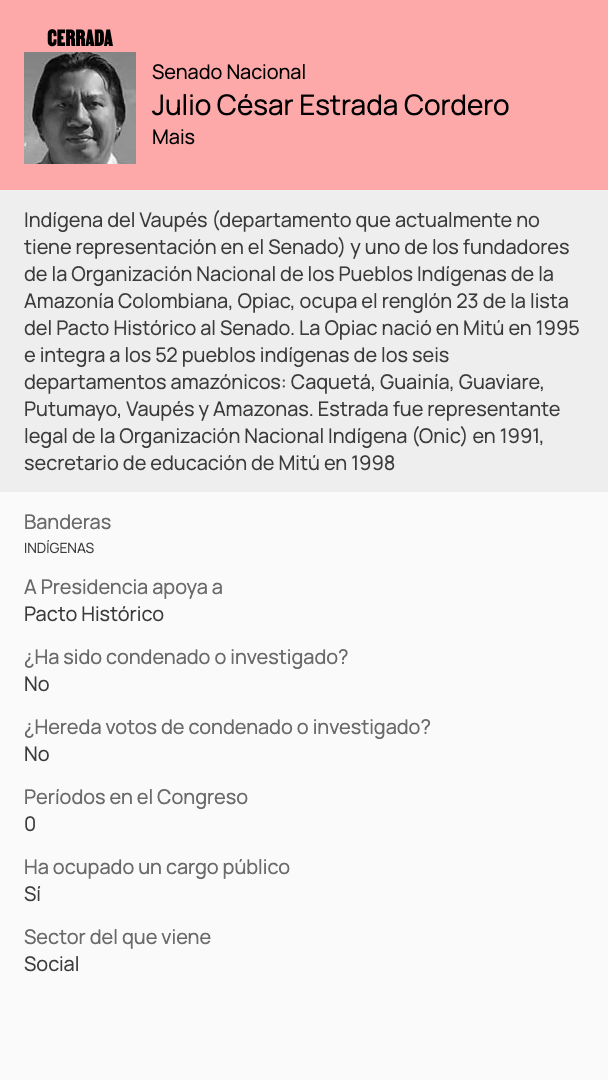 CERRADA
Senado Nacional
Julio César Estrada Cordero
Mais
Indígena del Vaupés (departamento que actualmente no
tiene representación en el Senado) y uno de los fundadores
de la Organización Nacional de los Pueblos Indígenas de la
Amazonía Colombiana, Opiac, ocupa el renglón 23 de la lista
del Pacto Histórico al Senado. La Opiac nació en Mitú en 1995
e integra a los 52 pueblos indígenas de los seis
departamentos amazónicos: Caquetá, Guainía, Guaviare,
Putumayo, Vaupés y Amazonas. Estrada fue representante
legal de la Organización Nacional Indígena (Onic) en 1991,
secretario de educación de Mitú en 1998
Banderas
INDÍGENAS
A Presidencia apoya a
Pacto Histórico
¿Ha sido condenado o investigado?
No
¿Hereda votos de condenado o investigado?
No
Períodos en el Congreso
0
Ha ocupado un cargo público
Sí
Sector del que viene
Social